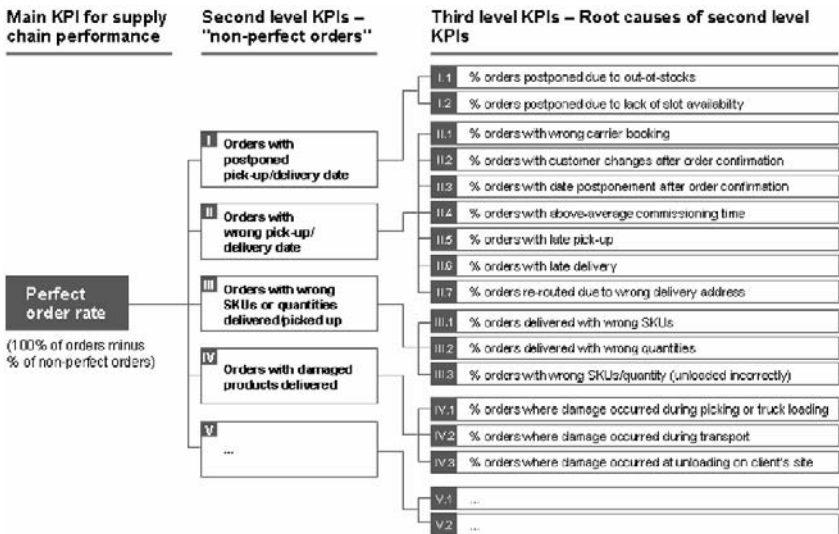 Main KPI for supply
chain performance
Second level KPIs –
"non-perfect orders"
Third level KPIs – Root causes of second level
KPIs
Perfect
order rate
(100% of orders minus
% of non-perfect orders)
I
Orders with
postponed
pick-up/delivery date
II
Orders with
wrong pick-up/
delivery date
III
Orders with wrong
SKUs or quantities
delivered/picked up
IV
Orders with damaged
products delivered
V
...
I.1 % orders postponed due to out-of-stocks
I.2 % orders postponed due to lack of slot availability
II.1 % orders with wrong carrier booking
II.2 % orders with customer changes after order confirmation
II.3 % orders with date postponement after order confirmation
II.4 % orders with above-average commissioning time
II.5 % orders with late pick-up
II.6 % orders with late delivery
II.7 % orders re-routed due to wrong delivery address
III.1 % orders delivered with wrong SKUs
III.2 % orders delivered with wrong quantities
III.3 % orders with wrong SKUs/quantity (unloaded incorrectly)
IV.1 % orders where damage occurred during picking or truck loading
IV.2 % orders where damage occurred during transport
IV.3 % orders where damage occurred at unloading on client's site
V.1 ...
V.2 ...